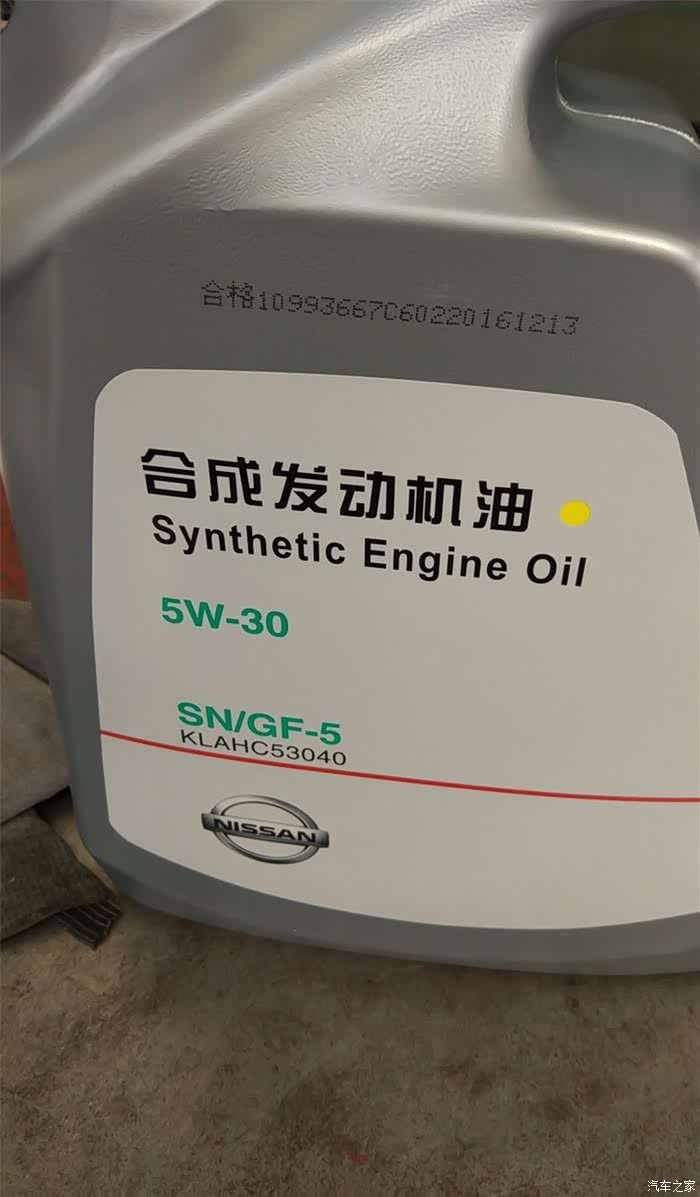 合格10993667C60220161213
合成发动机油
Synthetic Engine Oil
5W-30
SN/GF-5
KLAHC53040
NISSAN
汽车之家